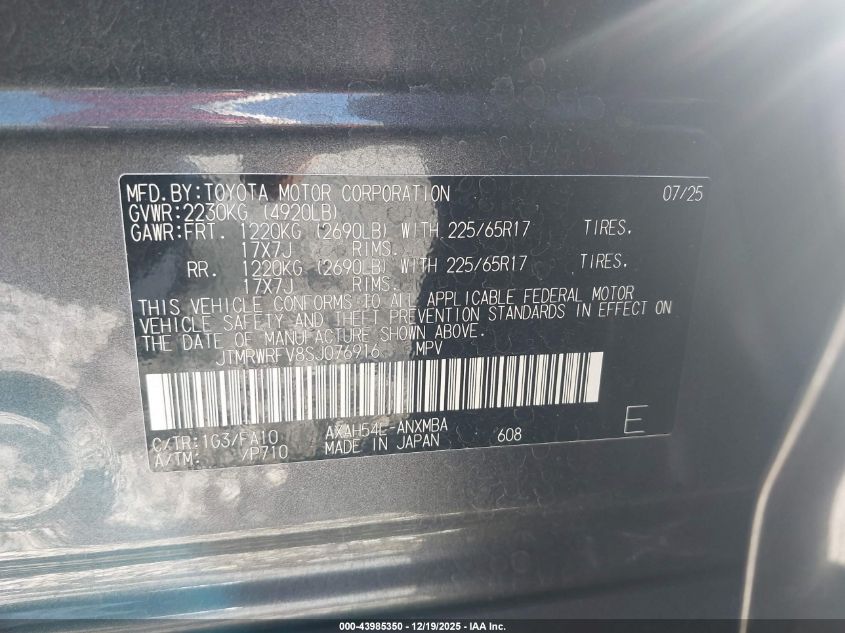 MFD.BY:TOYOTA MOTOR CORPORATION 07/25
GVWR:2230KG (4920LB)
GAWR:FRT. 1220KG (2690LB) WITH 225/65R17 TIRES.
17X7J RIMS.
RR. 1220KG (2690LB) WITH 225/65R17 TIRES.
17X7J RIMS.
THIS VEHICLE CONFORMS TO ALL APPLICABLE FEDERAL MOTOR
VEHICLE SAFETY AND THEFT PREVENTION STANDARDS IN EFFECT ON
THE DATE OF MANUFACTURE SHOWN ABOVE.
JTMRWRFV8SJ076916 MPV
C/TR:1G3/FA10 AXAH54L-ANXMBA 608 E
A/TM: /P710 MADE IN JAPAN
000-43985350 | 12/19/2025 | IAA Inc.